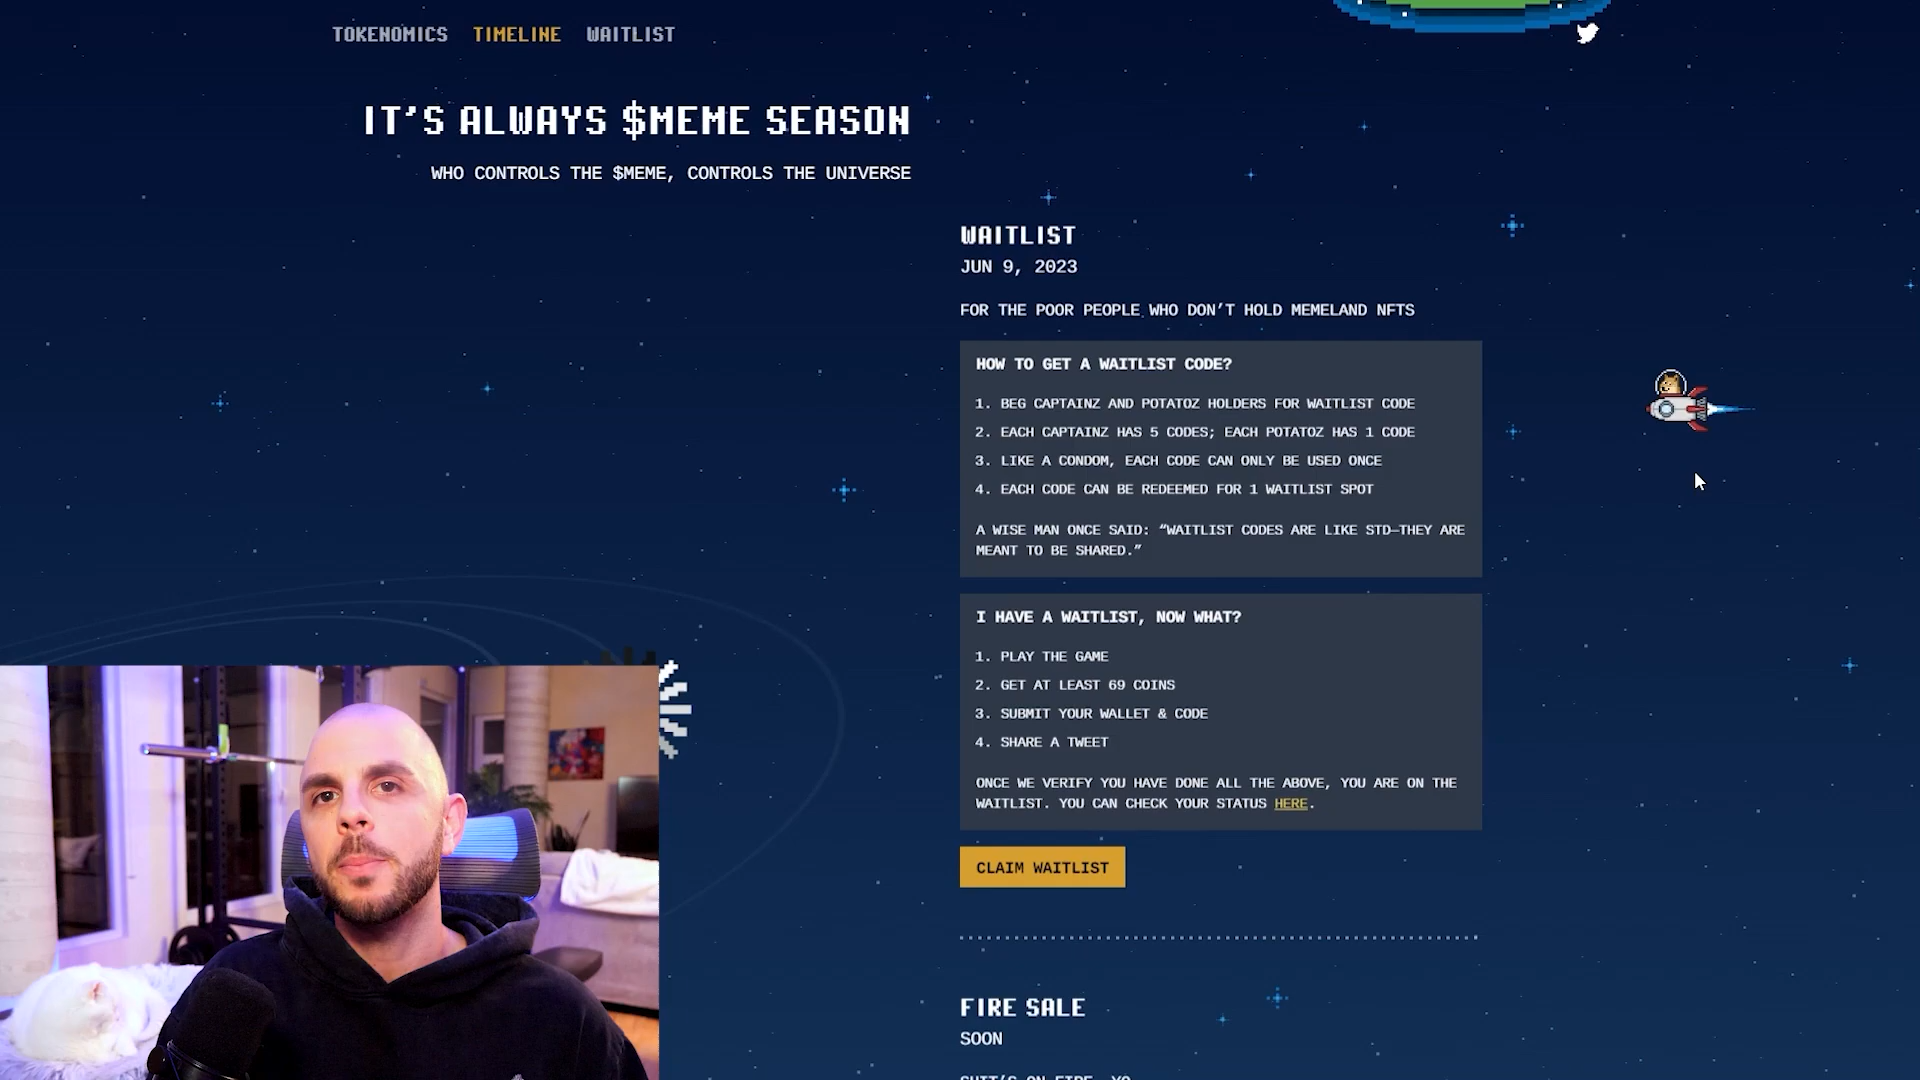 TOKENOMICS TIMELINE WAITLIST
IT'S ALWAYS $MEME SEASON
WHO CONTROLS THE $MEME, CONTROLS THE UNIVERSE
WAITLIST
JUN 9, 2023
FOR THE POOR PEOPLE WHO DON'T HOLD MEMELAND NFTS
HOW TO GET A WAITLIST CODE?
1. BEG CAPTAINZ AND POTATOZ HOLDERS FOR WAITLIST CODE
2. EACH CAPTAINZ HAS 5 CODES; EACH POTATOZ HAS 1 CODE
3. LIKE A CONDOM, EACH CODE CAN ONLY BE USED ONCE
4. EACH CODE CAN BE REDEEMED FOR 1 WAITLIST SPOT
A WISE MAN ONCE SAID: “WAITLIST CODES ARE LIKE STD—THEY ARE
MEANT TO BE SHARED.”
I HAVE A WAITLIST, NOW WHAT?
1. PLAY THE GAME
2. GET AT LEAST 69 COINS
3. SUBMIT YOUR WALLET & CODE
4. SHARE A TWEET
ONCE WE VERIFY YOU HAVE DONE ALL THE ABOVE, YOU ARE ON THE
WAITLIST. YOU CAN CHECK YOUR STATUS HERE.
CLAIM WAITLIST
FIRE SALE
SOON